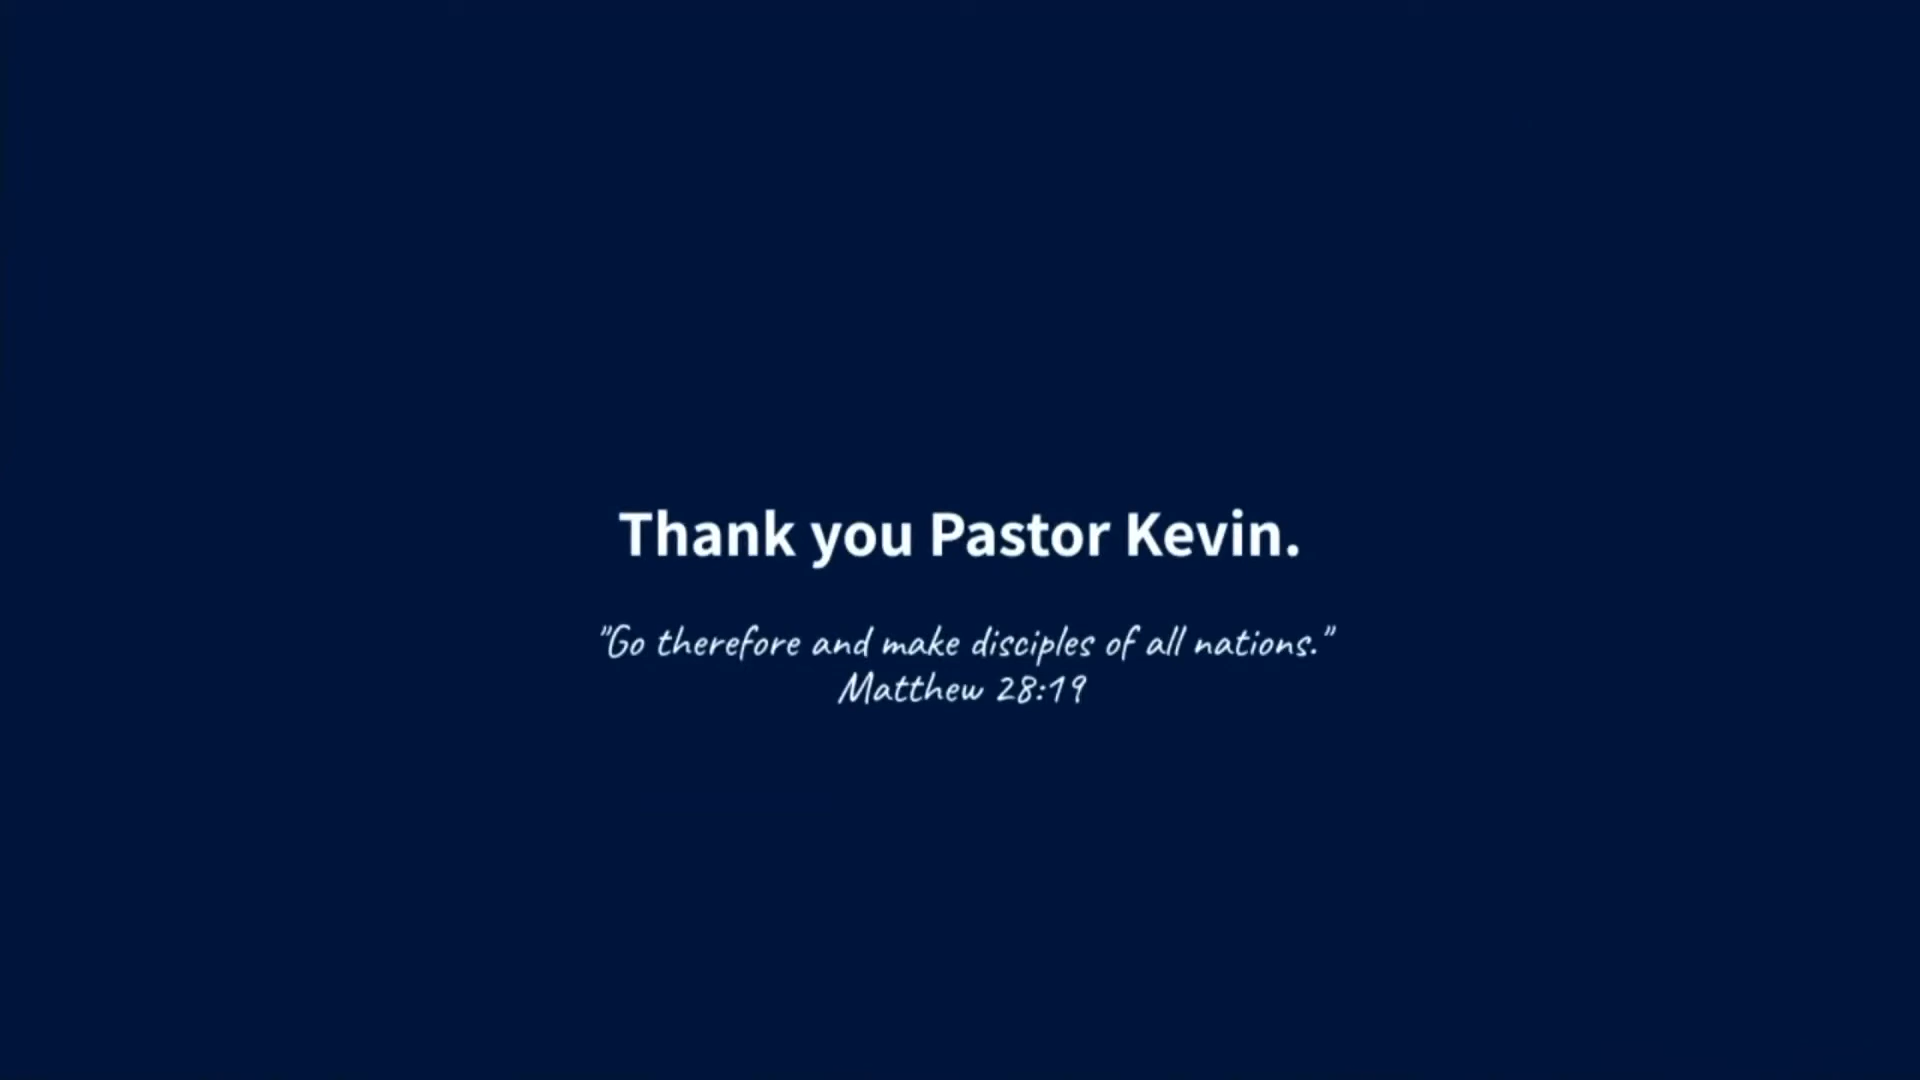 Thank you Pastor Kevin.
"Go therefore and make disciples of all nations."
Matthew 28:19